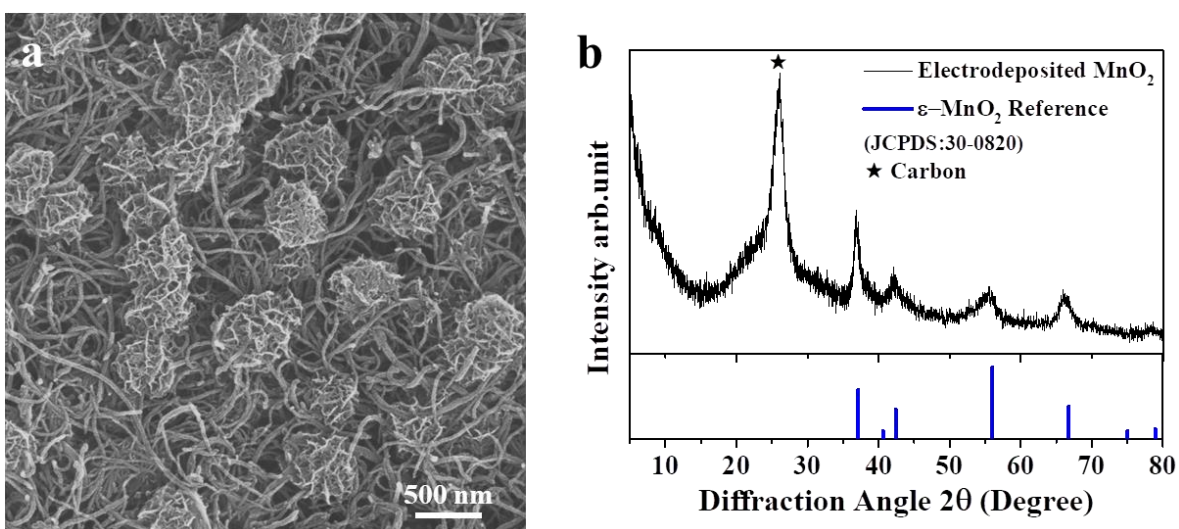 a
500 nm
b
Electrodeposited MnO₂
ε–MnO₂ Reference
(JCPDS:30-0820)
★ Carbon
★
Intensity arb.unit
10 20 30 40 50 60 70 80
Diffraction Angle 2θ (Degree)